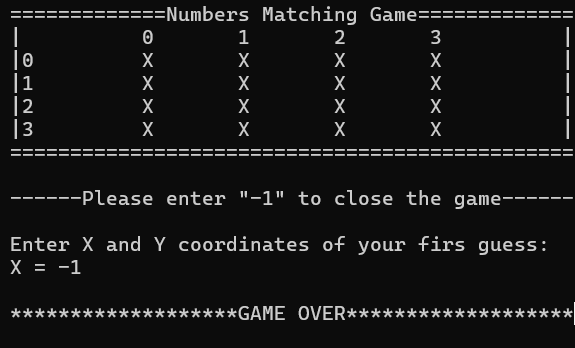 =============Numbers Matching Game=============
| 0 1 2 3 |
|0 X X X X |
|1 X X X X |
|2 X X X X |
|3 X X X X |
===============================================
------Please enter "-1" to close the game------
Enter X and Y coordinates of your firs guess:
X = -1
*******************GAME OVER*******************